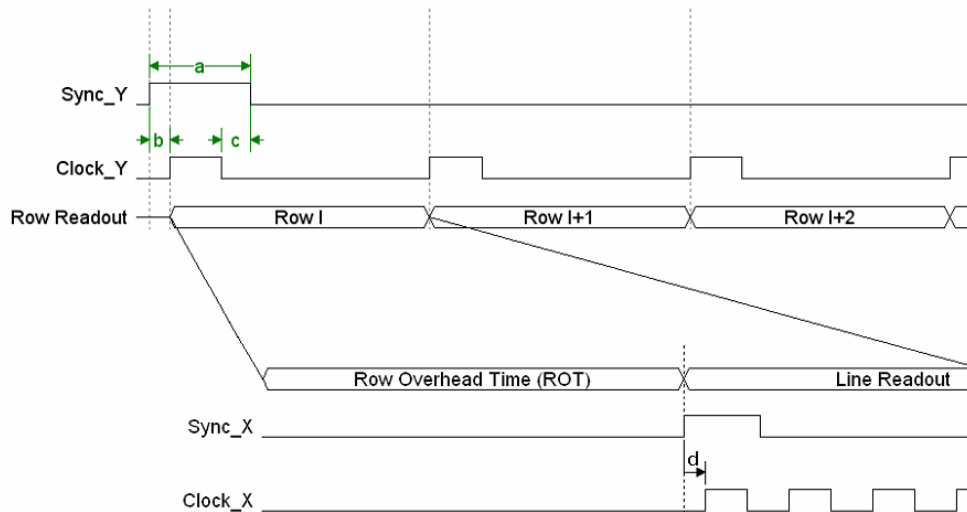 a
Sync_Y
b c
Clock_Y
Row Readout Row I Row I+1 Row I+2
Row Overhead Time (ROT) Line Readout
Sync_X
d
Clock_X